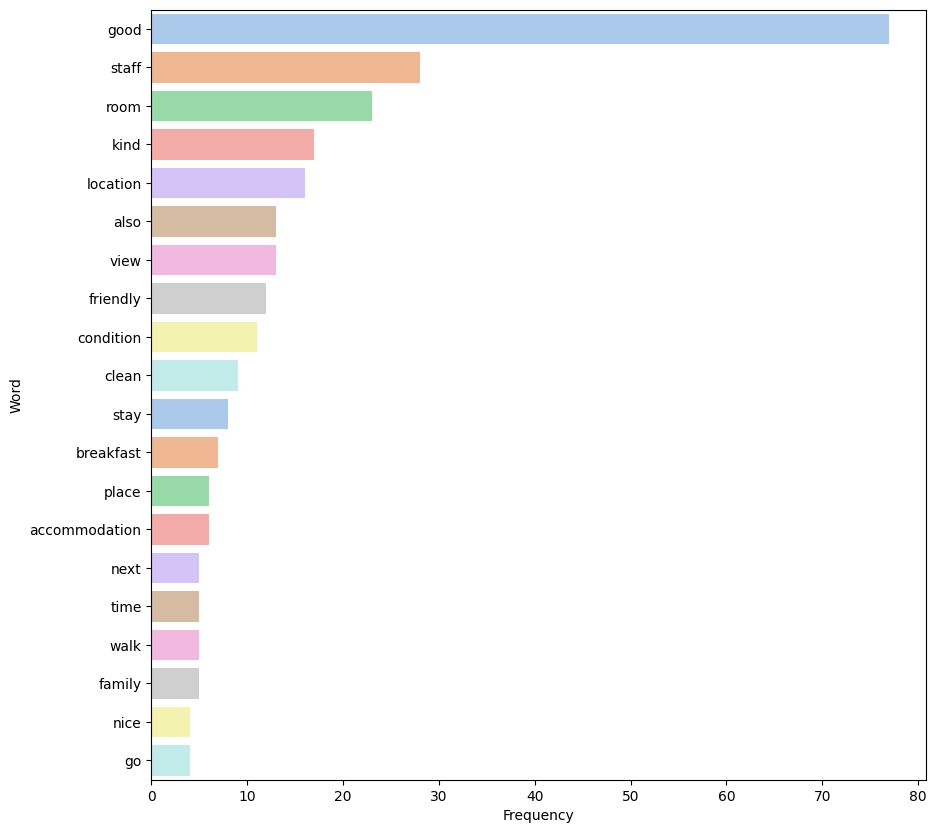 good
staff
room
kind
location
also
view
friendly
condition
clean
stay
breakfast
place
accommodation
next
time
walk
family
nice
go
Word
0 10 20 30 40 50 60 70 80
Frequency